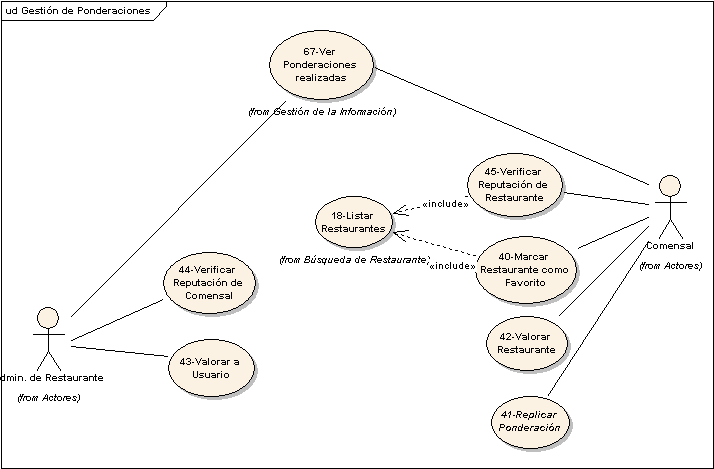 ud Gestión de Ponderaciones
67-Ver
Ponderaciones
realizadas
(from Gestión de la Información)
45-Verificar
Reputación de
Restaurante
«include»
18-Listar
Restaurantes
(from Búsqueda de Restaurante)
«include»
40-Marcar
Restaurante como
Favorito
Comensal
(from Actores)
44-Verificar
Reputación de
Comensal
42-Valorar
Restaurante
43-Valorar a
Usuario
dmin. de Restaurante
(from Actores)
41-Replicar
Ponderación